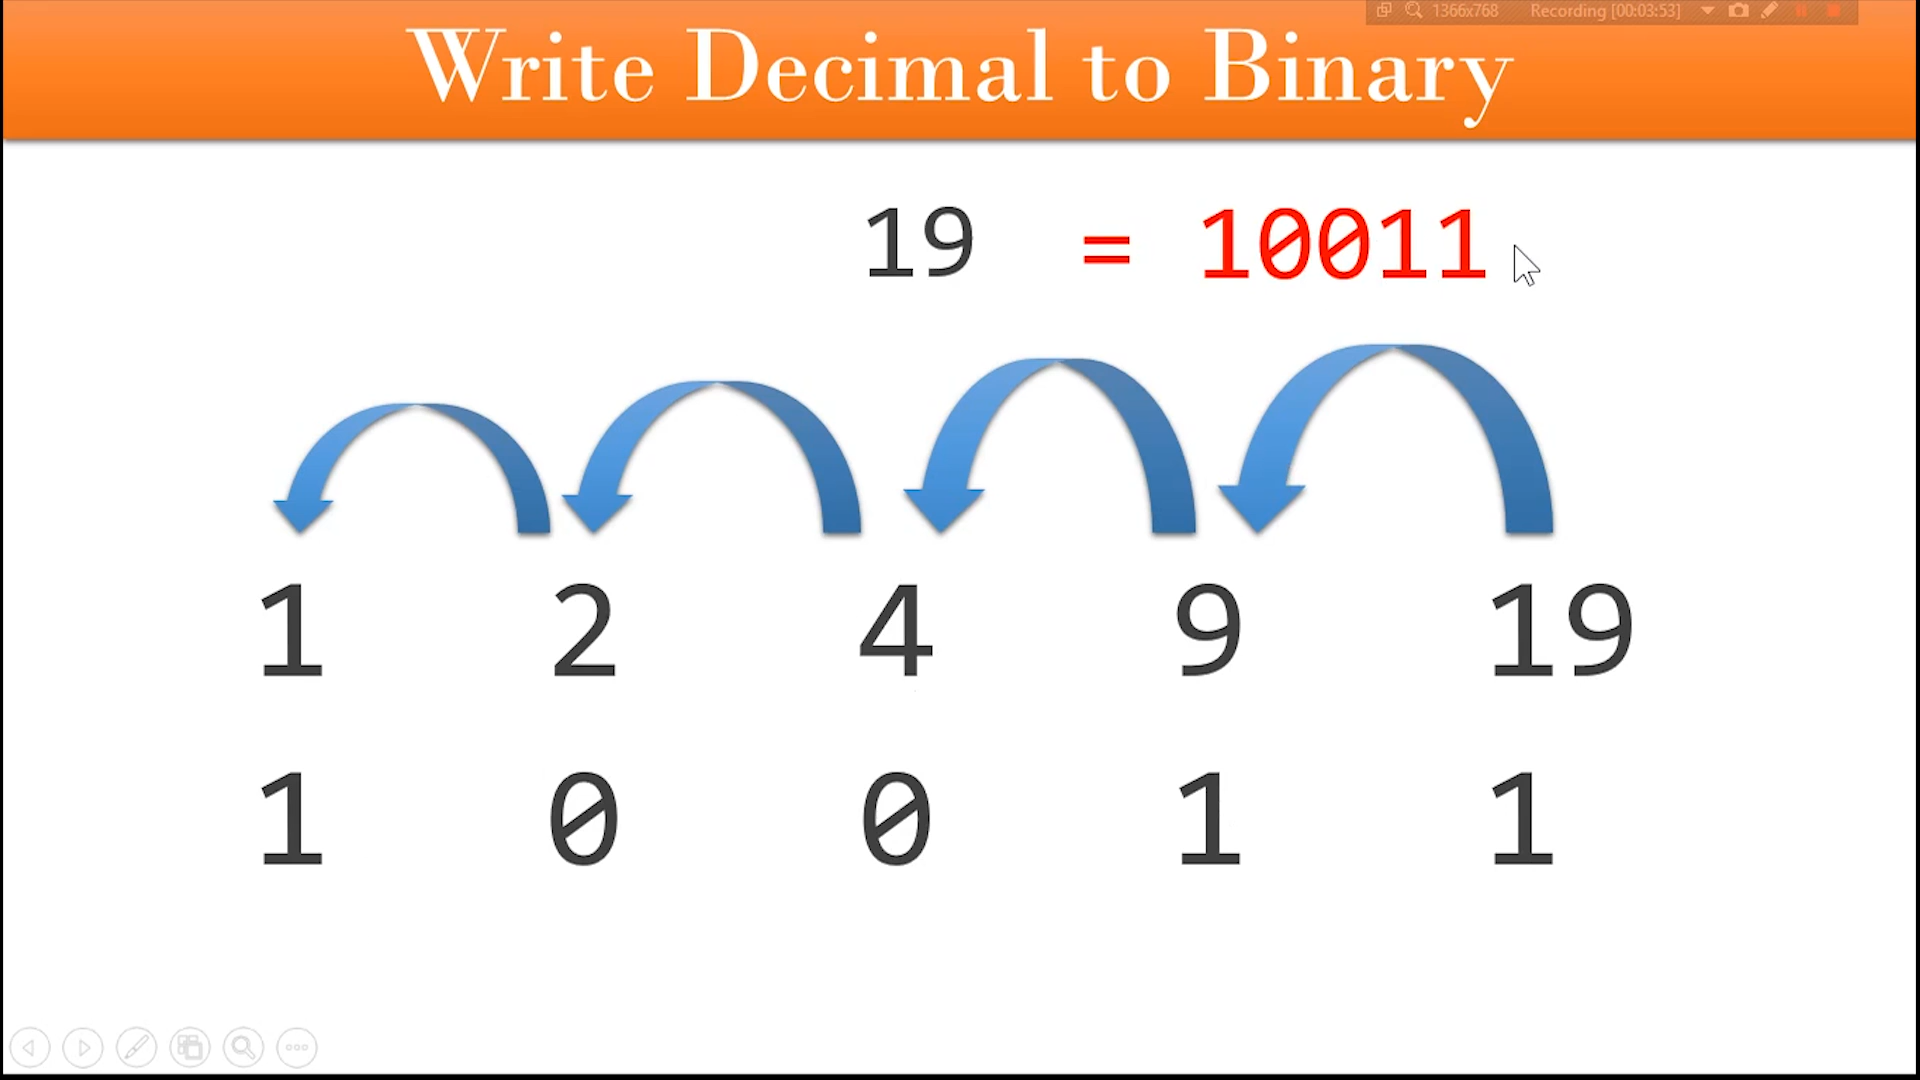 1366x768 Recording [00:03:53]
Write Decimal to Binary
19 = 10011
1 2 4 9 19
1 0 0 1 1